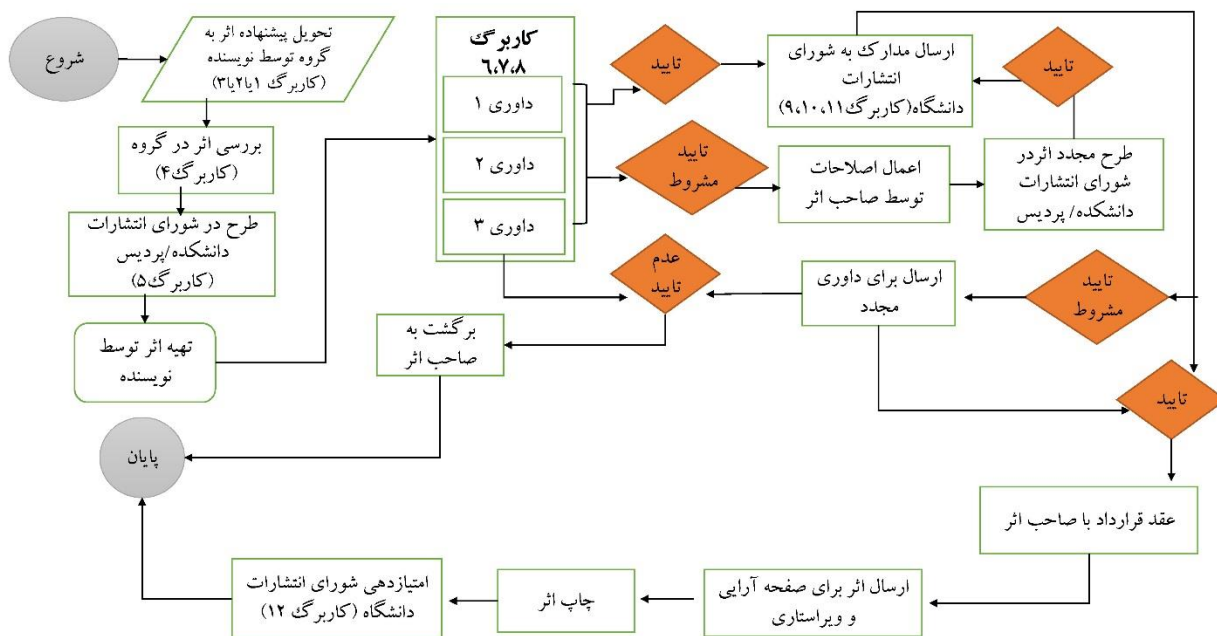 شروع
تحویل پیشنهاده اثر به
گروه توسط نویسنده
(کاربرگ ۱یا۲یا۳)
بررسی اثر در گروه
(کاربرگ۴)
طرح در شورای انتشارات
دانشکده/پردیس
(کاربرگ۵)
تهیه اثر توسط
نویسنده
کاربرگ
۶،۷،۸
داوری ۱
داوری ۲
داوری ۳
تایید
ارسال مدارک به شورای
انتشارات
دانشگاه(کاربرگ۹،۱۰،۱۱)
تایید
تایید
مشروط
اعمال اصلاحات
توسط صاحب اثر
طرح مجدد اثردر
شورای انتشارات
دانشکده/ پردیس
عدم
تایید
ارسال برای داوری
مجدد
تایید
مشروط
برگشت به
صاحب اثر
تایید
پایان
عقد قرارداد با صاحب اثر
ارسال اثر برای صفحه آرایی
و ویراستاری
چاپ اثر
امتیازدهی شورای انتشارات
دانشگاه (کاربرگ ۱۲)